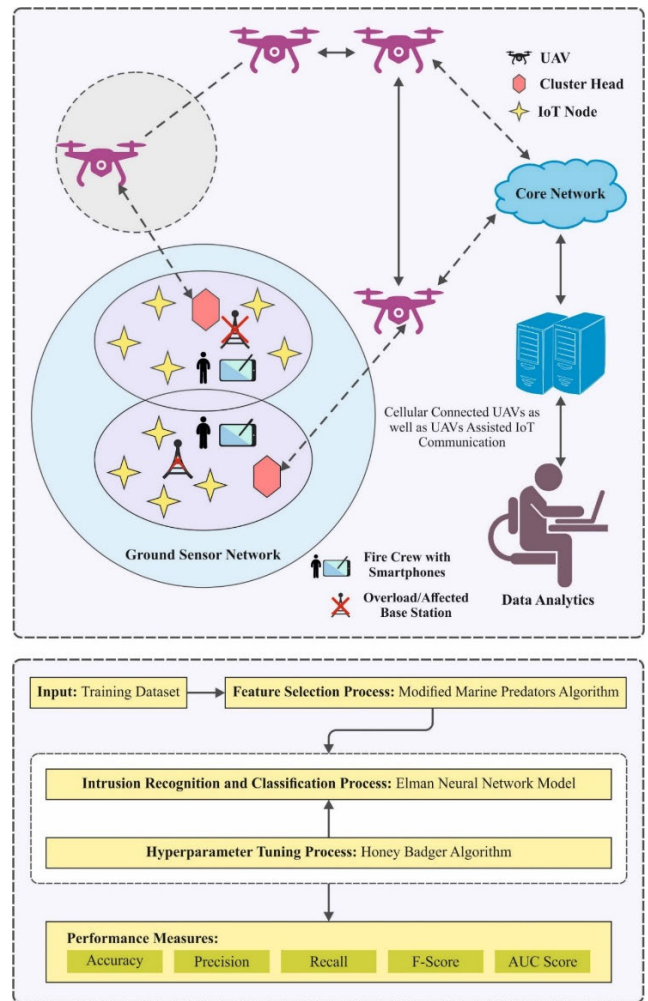 UAV
Cluster Head
IoT Node
Core Network
Cellular Connected UAVs as
well as UAVs Assisted IoT
Communication
Ground Sensor Network
Fire Crew with
Smartphones
Overload/Affected
Base Station
Data Analytics
Input: Training Dataset
Feature Selection Process: Modified Marine Predators Algorithm
Intrusion Recognition and Classification Process: Elman Neural Network Model
Hyperparameter Tuning Process: Honey Badger Algorithm
Performance Measures:
Accuracy Precision Recall F-Score AUC Score